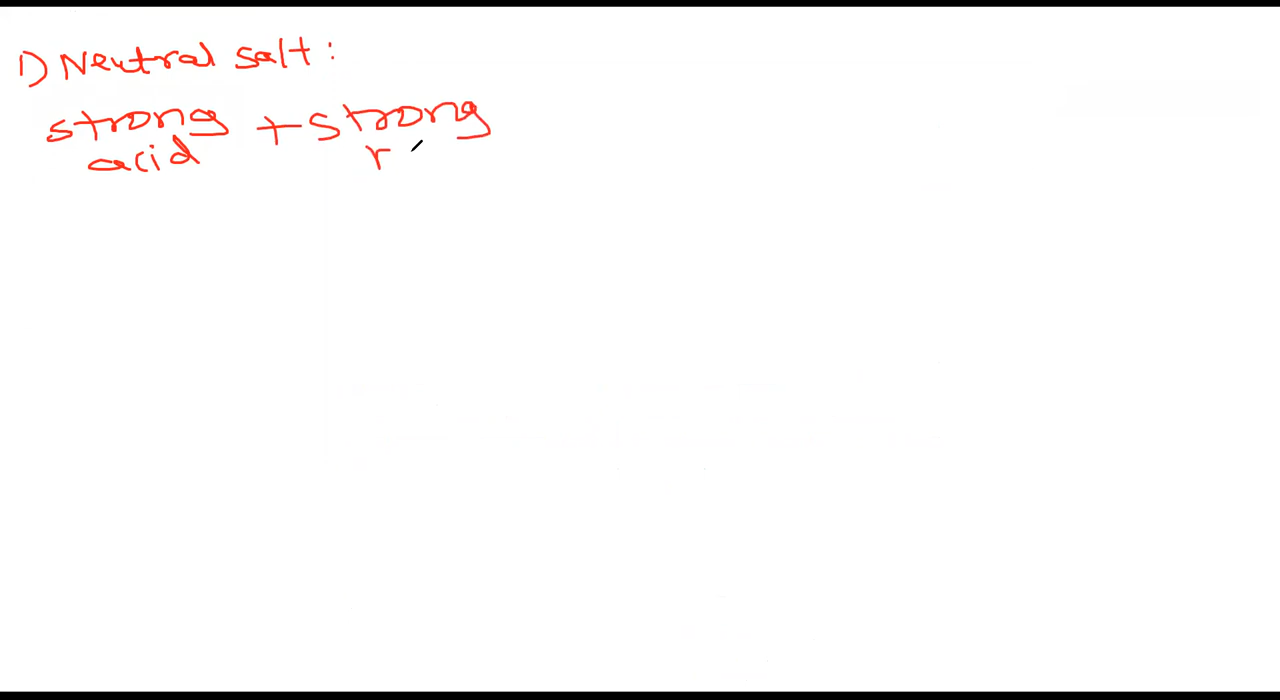 1) Neutral salt:
strong + strong
acid